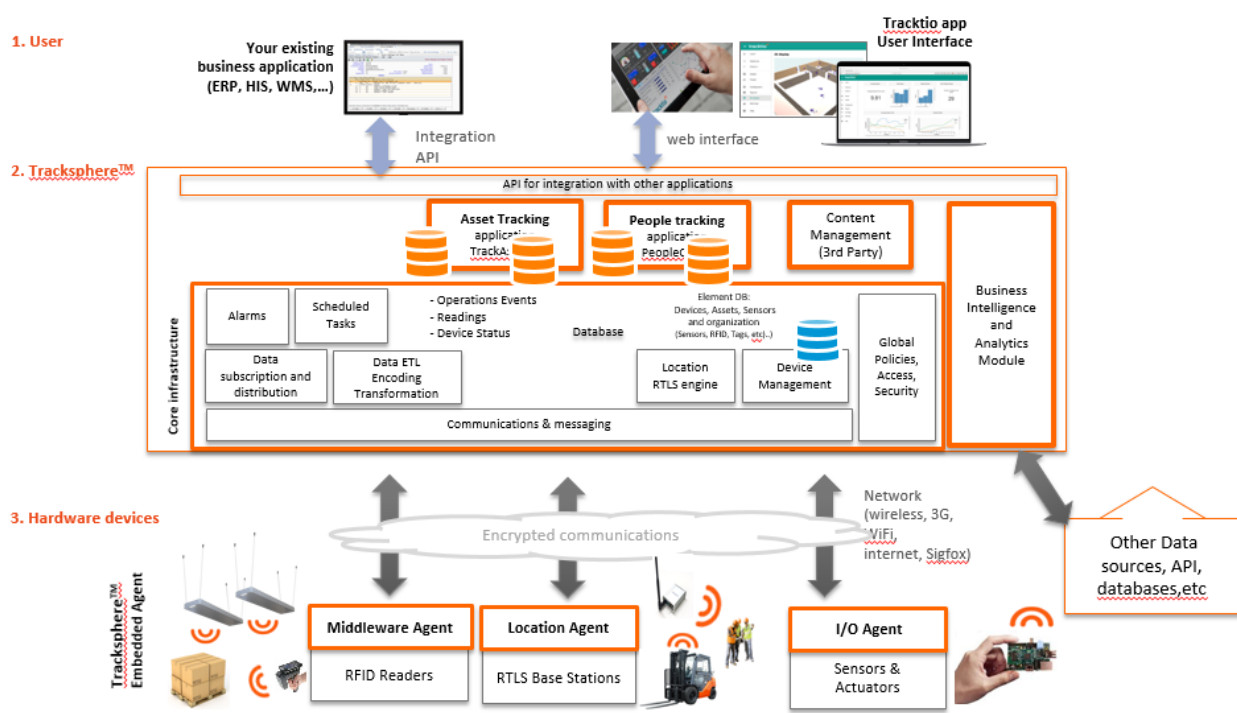 1. User
Your existing
business application
(ERP, HIS, WMS,...)
Tracktio app
User Interface
Integration
API
web interface
2. Tracksphere™
API for integration with other applications
Asset Tracking
application
TrackA
People tracking
application
Content
Management
(3rd Party)
Business
Intelligence
and
Analytics
Module
Core infrastructure
Alarms
Scheduled
Tasks
- Operations Events
- Readings
- Device Status
Database
Element DB:
Devices, Assets, Sensors
and organization
(Sensors, RFID, Tags, etc)..)
Global
Policies,
Access,
Security
Data
subscription and
distribution
Data ETL
Encoding
Transformation
Location
RTLS engine
Device
Management
Communications & messaging
3. Hardware devices
Encrypted communications
Network
(wireless, 3G,
WiFi,
internet, Sigfox)
Other Data
sources, API,
databases,etc
Tracksphere™
Embedded Agent
Middleware Agent
RFID Readers
Location Agent
RTLS Base Stations
I/O Agent
Sensors &
Actuators